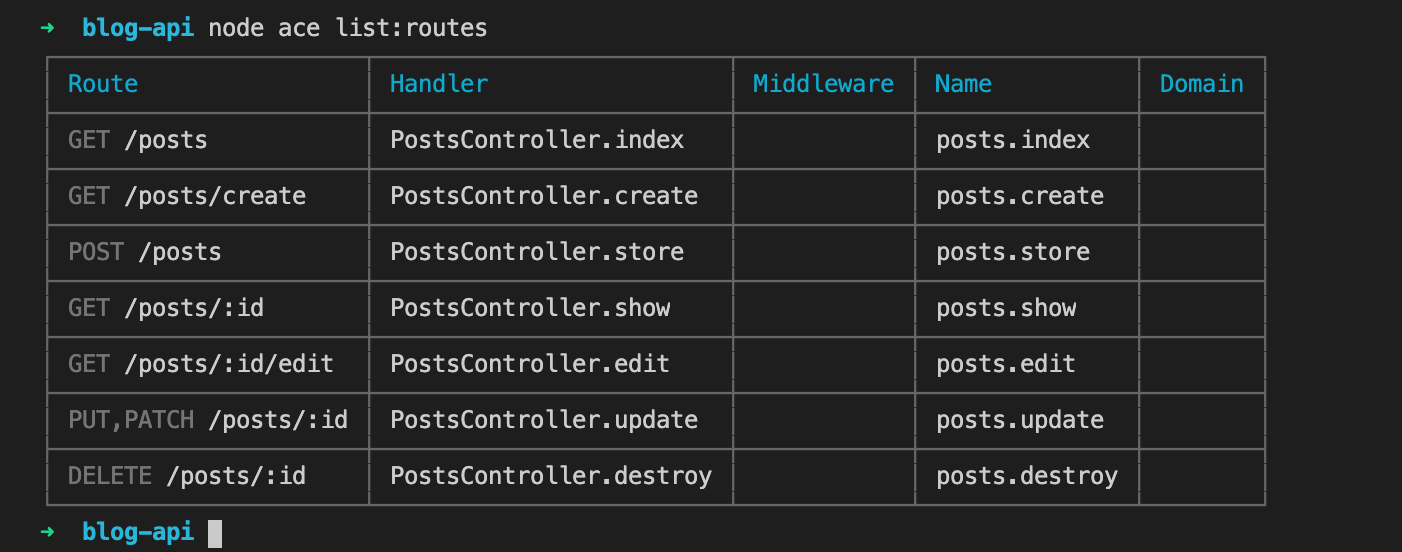 ➜ blog-api node ace list:routes
Route Handler Middleware Name Domain
GET /posts PostsController.index posts.index
GET /posts/create PostsController.create posts.create
POST /posts PostsController.store posts.store
GET /posts/:id PostsController.show posts.show
GET /posts/:id/edit PostsController.edit posts.edit
PUT,PATCH /posts/:id PostsController.update posts.update
DELETE /posts/:id PostsController.destroy posts.destroy
➜ blog-api